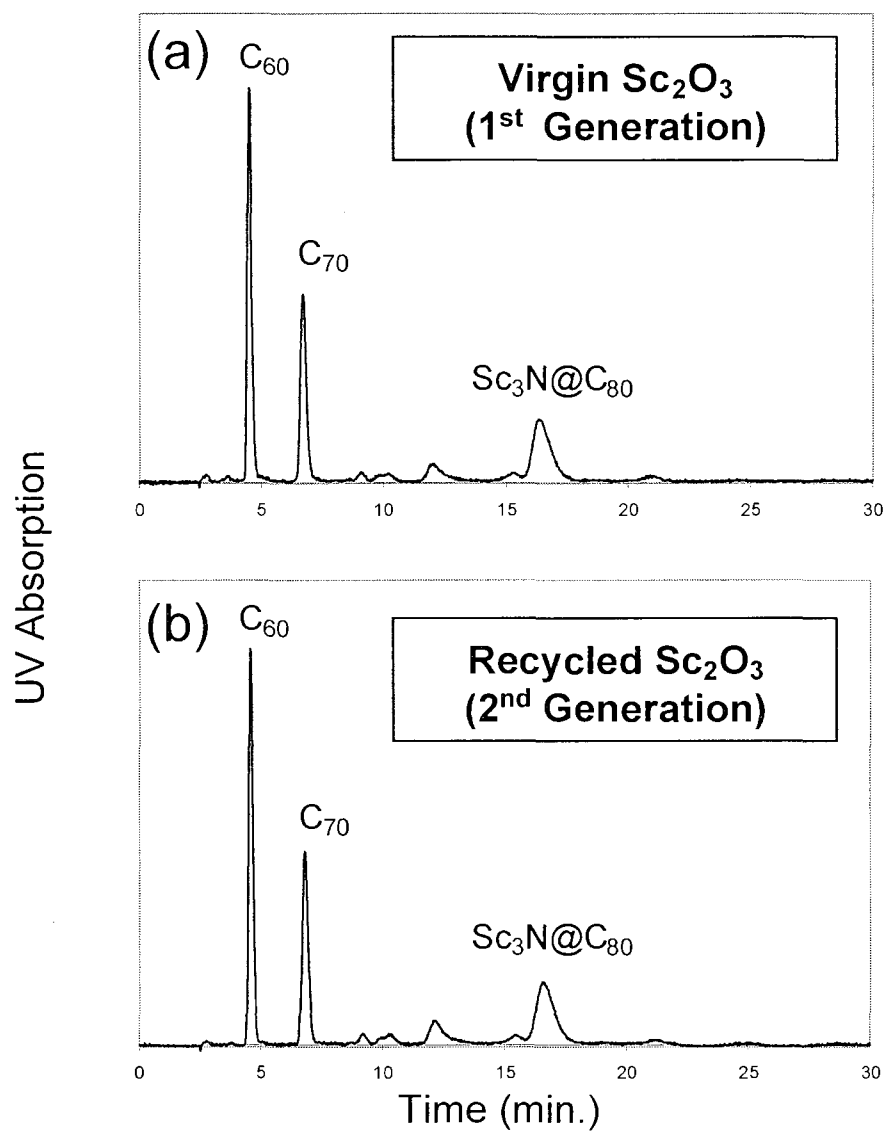 (a)
C₆₀
Virgin Sc₂O₃
(1ˢᵗ Generation)
C₇₀
Sc₃N@C₈₀
0 5 10 15 20 25 30
UV Absorption
(b)
C₆₀
Recycled Sc₂O₃
(2ⁿᵈ Generation)
C₇₀
Sc₃N@C₈₀
0 5 10 15 20 25 30
Time (min.)